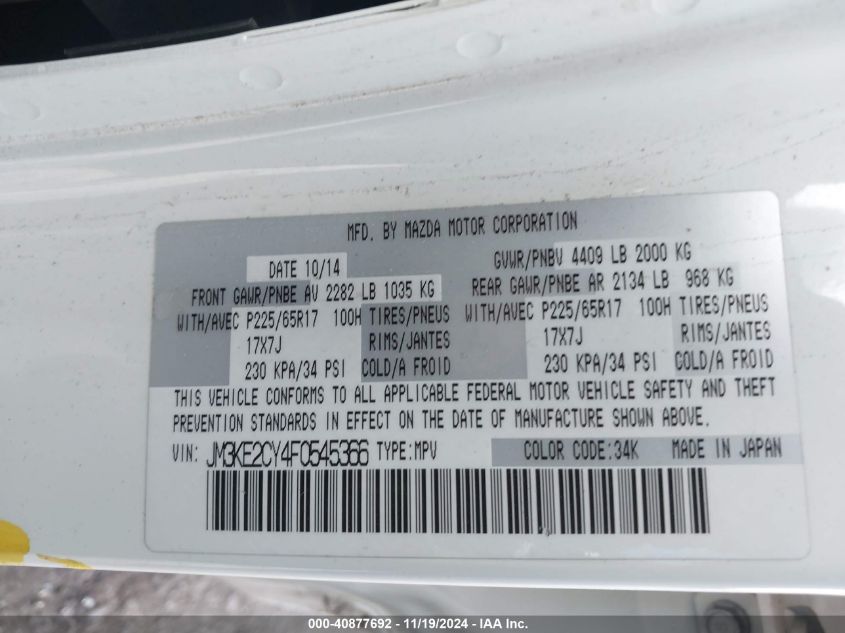 MFD. BY MAZDA MOTOR CORPORATION
DATE 10/14 GVWR/PNBV 4409 LB 2000 KG
FRONT GAWR/PNBE AV 2282 LB 1035 KG REAR GAWR/PNBE AR 2134 LB 968 KG
WITH/AVEC P225/65R17 100H TIRES/PNEUS WITH/AVEC P225/65R17 100H TIRES/PNEUS
17X7J RIMS/JANTES 17X7J RIMS/JANTES
230 KPA/34 PSI COLD/A FROID 230 KPA/34 PSI COLD/A FROID
THIS VEHICLE CONFORMS TO ALL APPLICABLE FEDERAL MOTOR VEHICLE SAFETY AND THEFT
PREVENTION STANDARDS IN EFFECT ON THE DATE OF MANUFACTURE SHOWN ABOVE.
VIN: JM3KE2CY4F0545366 TYPE:MPV COLOR CODE:34K MADE IN JAPAN
000-40877692 - 11/19/2024 - IAA Inc.